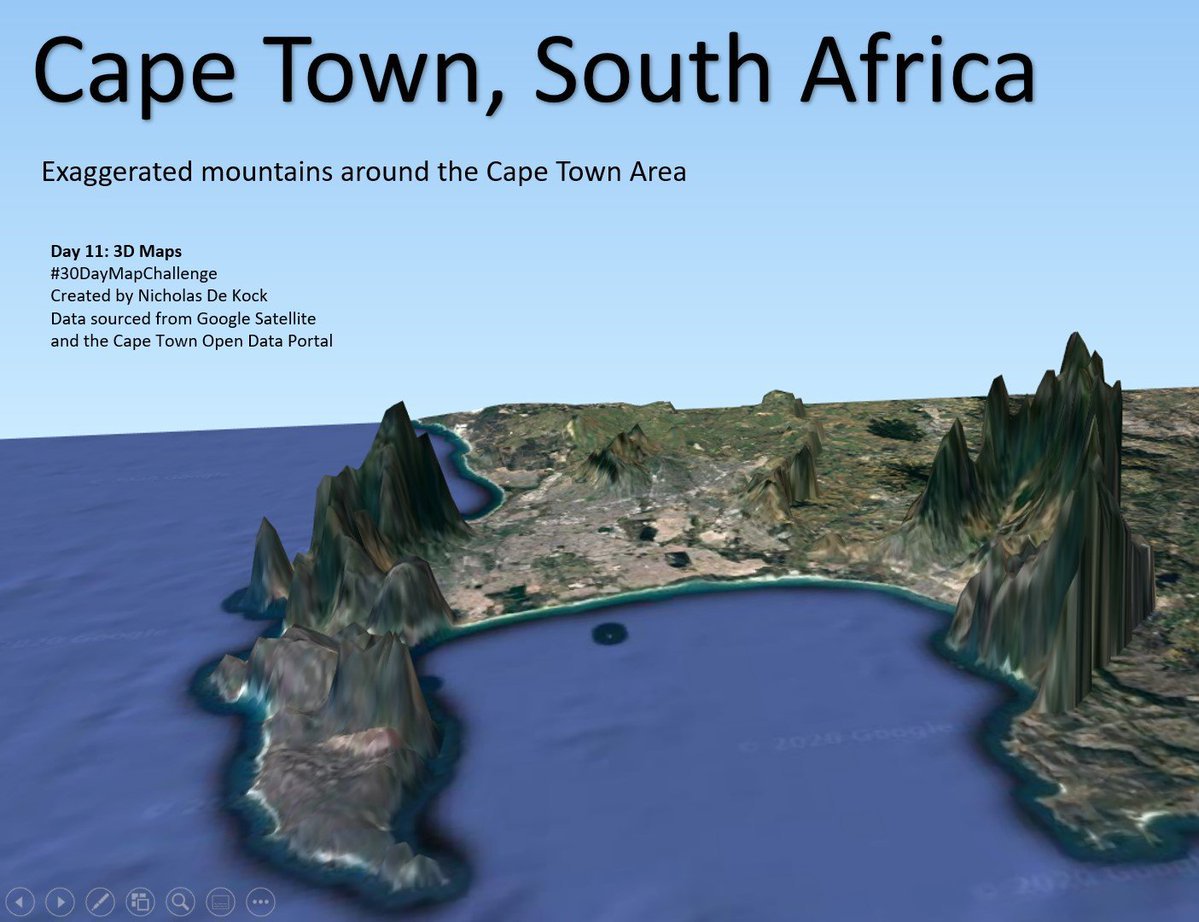 Cape Town, South Africa
Exaggerated mountains around the Cape Town Area
Day 11: 3D Maps
#30DayMapChallenge
Created by Nicholas De Kock
Data sourced from Google Satellite
and the Cape Town Open Data Portal
© 2020 Google